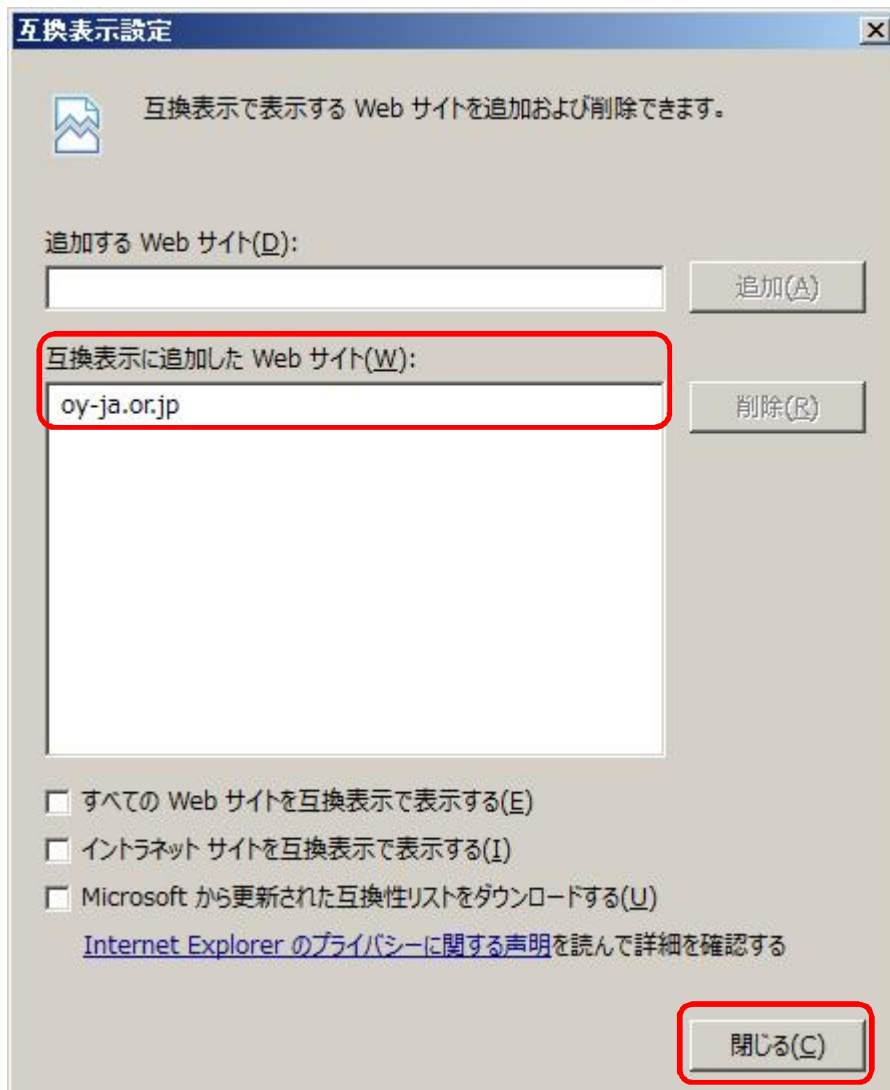 互換表示設定
互換表示で表示する Web サイトを追加および削除できます。
追加する Web サイト(D):
追加(A)
互換表示に追加した Web サイト(W):
oy-ja.or.jp
削除(R)
すべての Web サイトを互換表示で表示する(E)
イントラネット サイトを互換表示で表示する(I)
Microsoft から更新された互換性リストをダウンロードする(U)
Internet Explorer のプライバシーに関する声明を読んで詳細を確認する
閉じる(C)